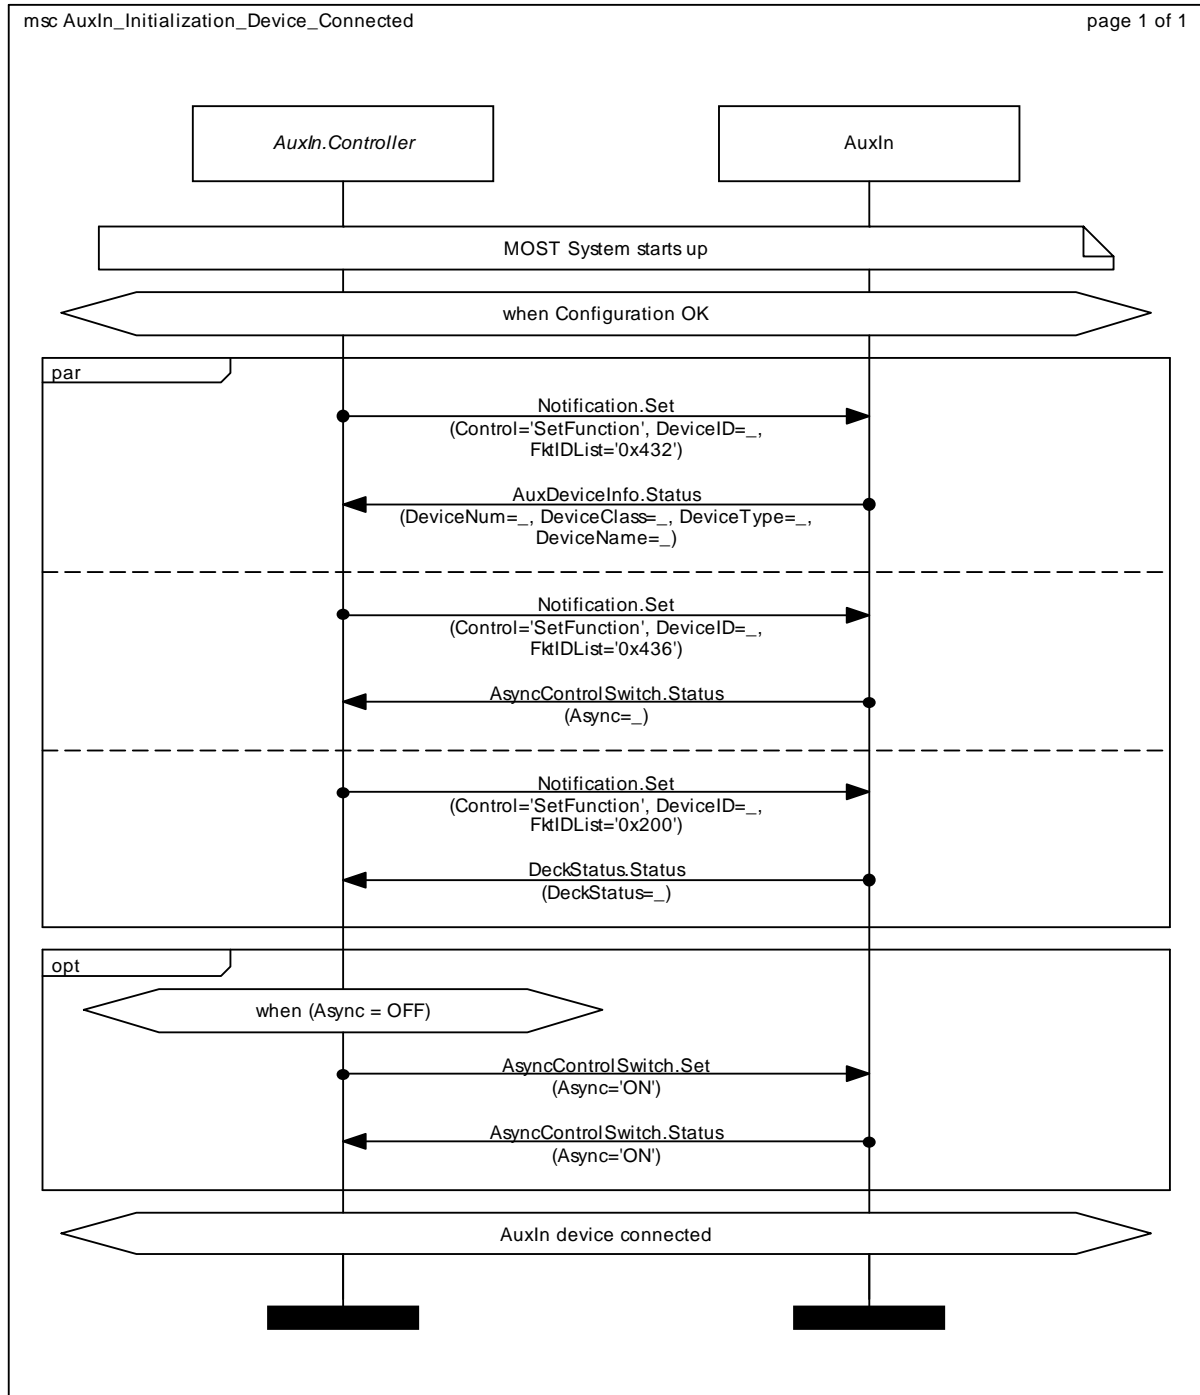 msc AuxIn_Initialization_Device_Connected
page 1 of 1
AuxIn.Controller
AuxIn
MOST System starts up
when Configuration OK
par
Notification.Set
(Control='SetFunction', DeviceID=_,
FktIDList='0x432')
AuxDeviceInfo.Status
(DeviceNum=_, DeviceClass=_, DeviceType=_,
DeviceName=_)
Notification.Set
(Control='SetFunction', DeviceID=_,
FktIDList='0x436')
AsyncControlSwitch.Status
(Async=_)
Notification.Set
(Control='SetFunction', DeviceID=_,
FktIDList='0x200')
DeckStatus.Status
(DeckStatus=_)
opt
when (Async = OFF)
AsyncControlSwitch.Set
(Async='ON')
AsyncControlSwitch.Status
(Async='ON')
AuxIn device connected